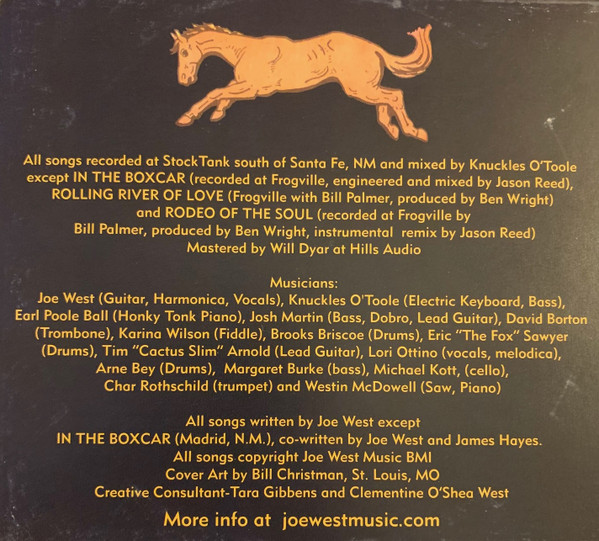 All songs recorded at StockTank south of Santa Fe, NM and mixed by Knuckles O'Toole
except IN THE BOXCAR (recorded at Frogville, engineered and mixed by Jason Reed),
ROLLING RIVER OF LOVE (Frogville with Bill Palmer, produced by Ben Wright)
and RODEO OF THE SOUL (recorded at Frogville by
Bill Palmer, produced by Ben Wright, instrumental remix by Jason Reed)
Mastered by Will Dyar at Hills Audio
Musicians:
Joe West (Guitar, Harmonica, Vocals), Knuckles O'Toole (Electric Keyboard, Bass),
Earl Poole Ball (Honky Tonk Piano), Josh Martin (Bass, Dobro, Lead Guitar), David Borton
(Trombone), Karina Wilson (Fiddle), Brooks Briscoe (Drums), Eric "The Fox" Sawyer
(Drums), Tim "Cactus Slim" Arnold (Lead Guitar), Lori Ottino (vocals, melodica),
Arne Bey (Drums), Margaret Burke (bass), Michael Kott, (cello),
Char Rothschild (trumpet) and Westin McDowell (Saw, Piano)
All songs written by Joe West except
IN THE BOXCAR (Madrid, N.M.), co-written by Joe West and James Hayes.
All songs copyright Joe West Music BMI
Cover Art by Bill Christman, St. Louis, MO
Creative Consultant-Tara Gibbens and Clementine O'Shea West
More info at joewestmusic.com